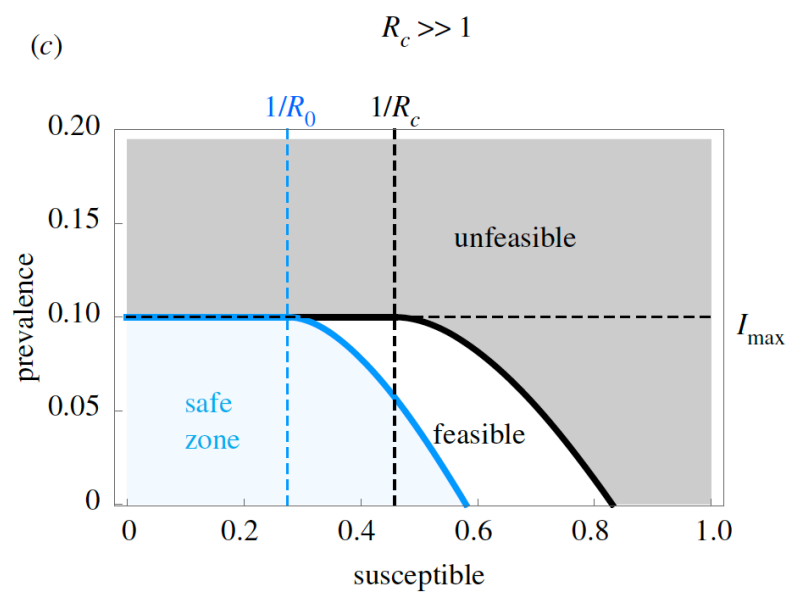 R_c >> 1
(c)
1/R_0 1/R_c
0.20
0.15
0.10
0.05
0
prevalence
unfeasible
I_max
safe
zone
feasible
0 0.2 0.4 0.6 0.8 1.0
susceptible